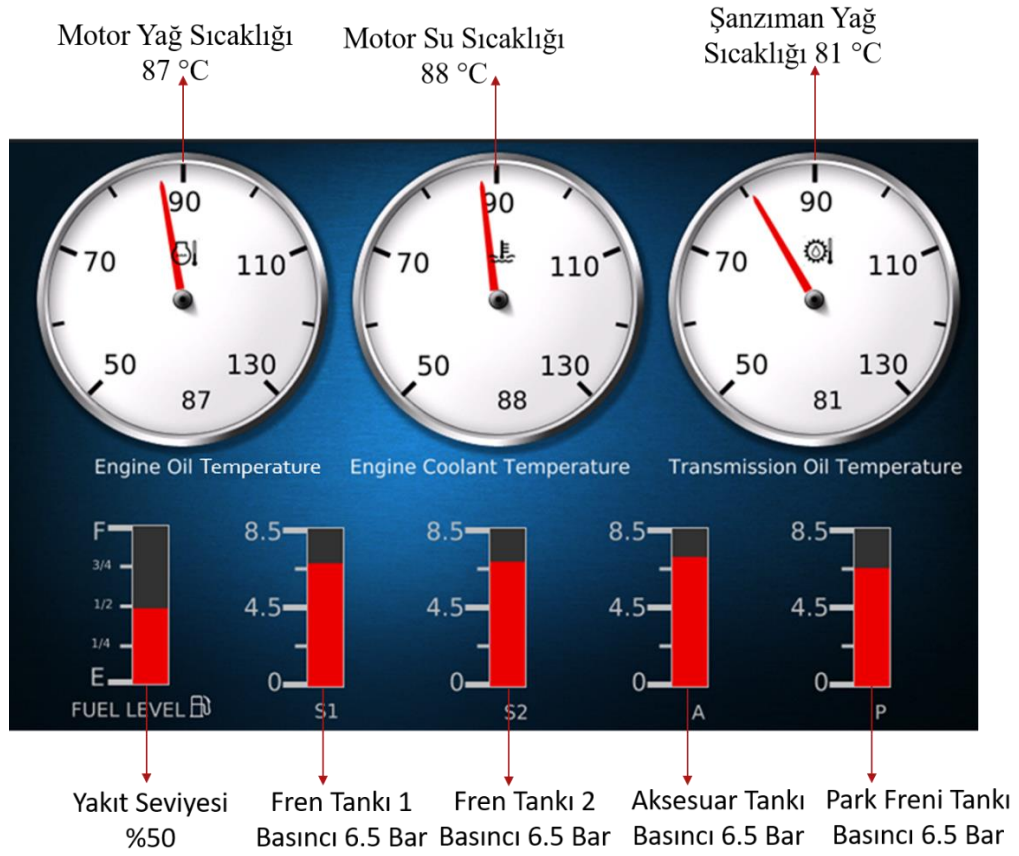 Motor Yağ Sıcaklığı
87 °C
Motor Su Sıcaklığı
88 °C
Şanzıman Yağ
Sıcaklığı 81 °C
90
70
110
50
130
87
Engine Oil Temperature
90
70
110
50
130
88
Engine Coolant Temperature
90
70
110
50
130
81
Transmission Oil Temperature
F
3/4
1/2
1/4
E
FUEL LEVEL
8.5
4.5
0
S1
8.5
4.5
0
S2
8.5
4.5
0
A
8.5
4.5
0
P
Yakıt Seviyesi
%50
Fren Tankı 1
Basıncı 6.5 Bar
Fren Tankı 2
Basıncı 6.5 Bar
Aksesuar Tankı
Basıncı 6.5 Bar
Park Freni Tankı
Basıncı 6.5 Bar